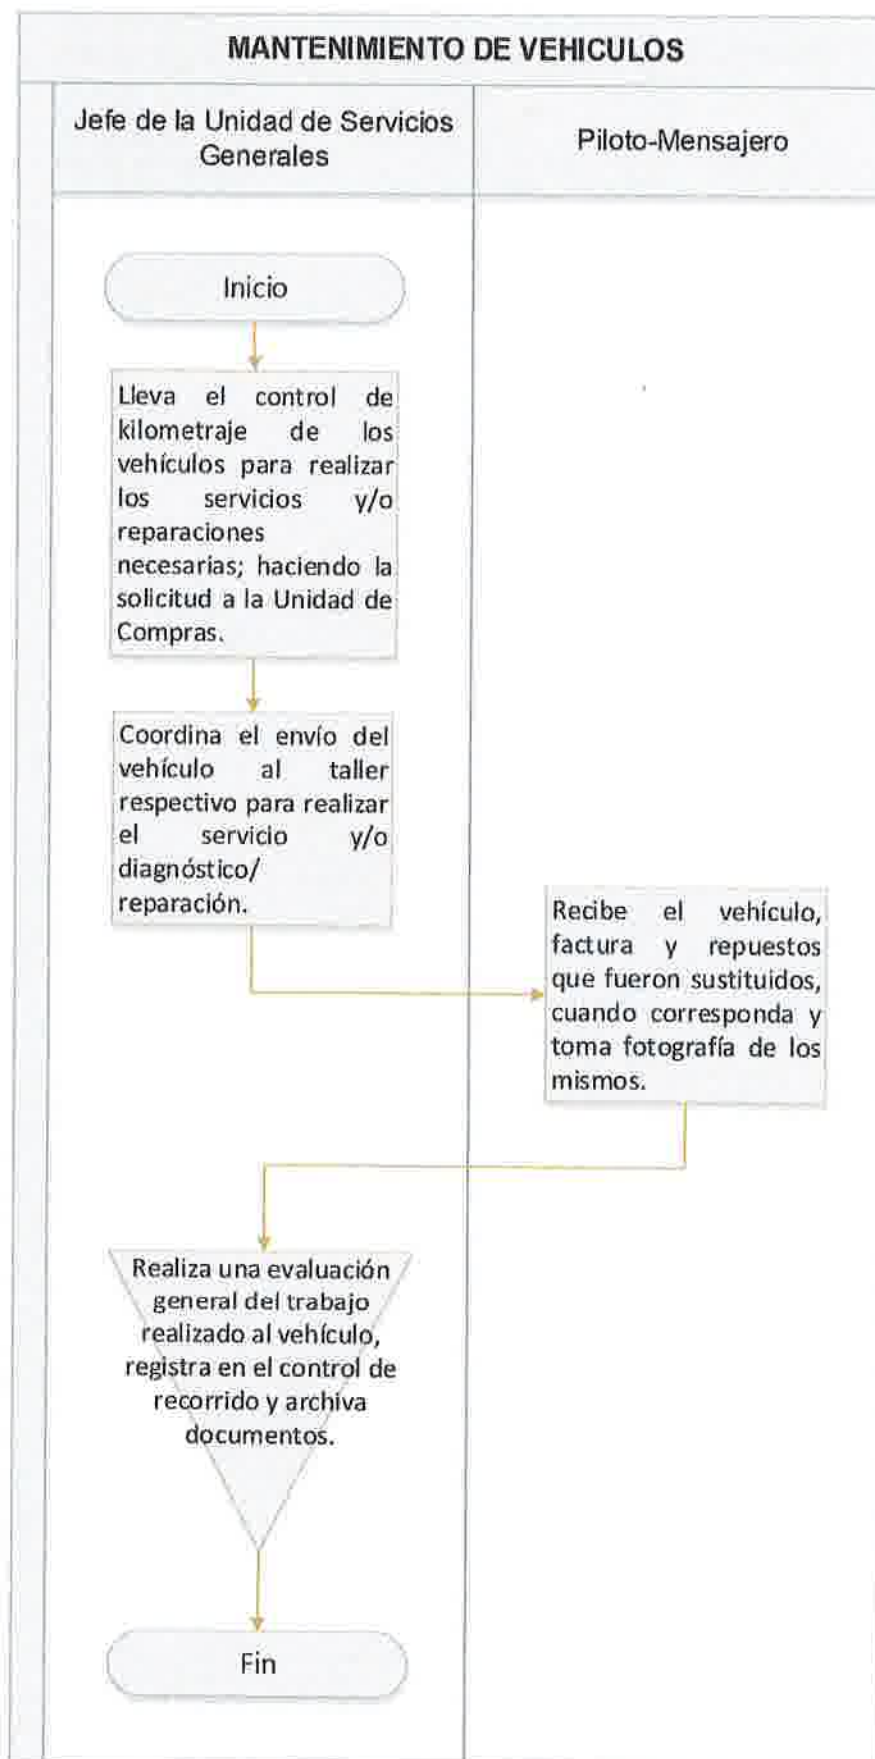 MANTENIMIENTO DE VEHICULOS
Jefe de la Unidad de Servicios
Generales
Piloto-Mensajero
Inicio
Lleva el control de
kilometraje de los
vehículos para realizar
los servicios y/o
reparaciones
necesarias; haciendo la
solicitud a la Unidad de
Compras.
Coordina el envío del
vehículo al taller
respectivo para realizar
el servicio y/o
diagnóstico/
reparación.
Recibe el vehículo,
factura y repuestos
que fueron sustituidos,
cuando corresponda y
toma fotografía de los
mismos.
Realiza una evaluación
general del trabajo
realizado al vehículo,
registra en el control de
recorrido y archiva
documentos.
Fin